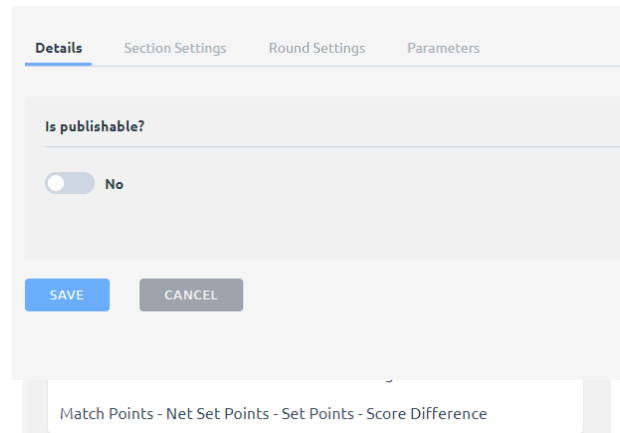 Details Section Settings Round Settings Parameters
Is publishable?
No
SAVE CANCEL
Match Points - Net Set Points - Set Points - Score Difference